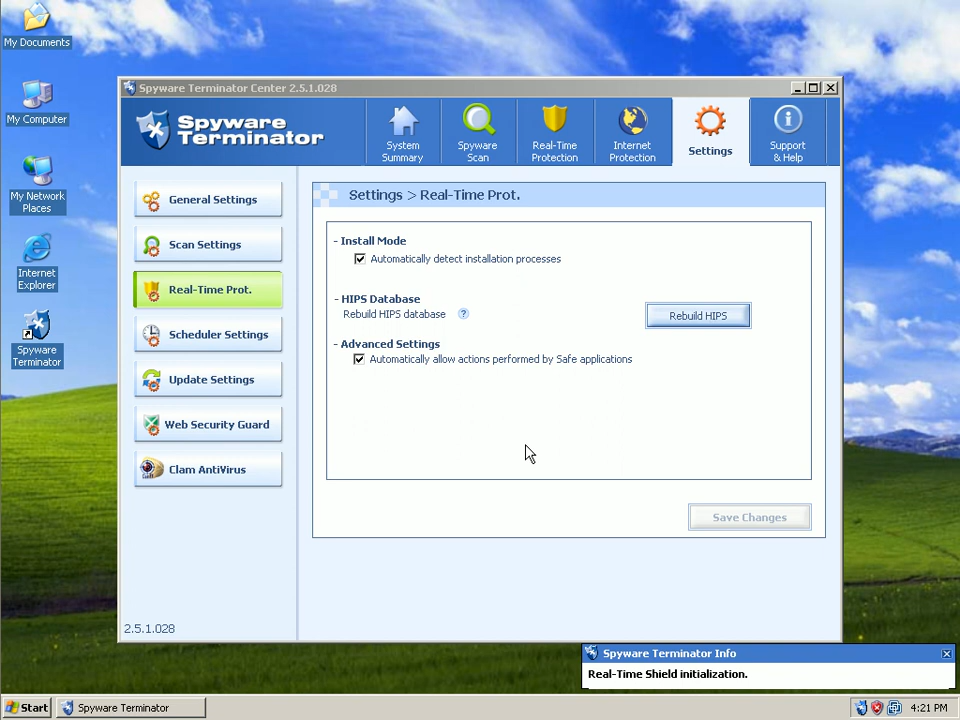 My Documents
My Computer
My Network
Places
Internet
Explorer
Spyware
Terminator
Spyware Terminator Center 2.5.1.028
Spyware
Terminator
System
Summary
Spyware
Scan
Real-Time
Protection
Internet
Protection
Settings
Support
& Help
General Settings
Scan Settings
Real-Time Prot.
Scheduler Settings
Update Settings
Web Security Guard
Clam AntiVirus
2.5.1.028
Settings > Real-Time Prot.
- Install Mode
Automatically detect installation processes
- HIPS Database
Rebuild HIPS database ?
Rebuild HIPS
- Advanced Settings
Automatically allow actions performed by Safe applications
Save Changes
Spyware Terminator Info
Real-Time Shield initialization.
Start
Spyware Terminator
4:21 PM